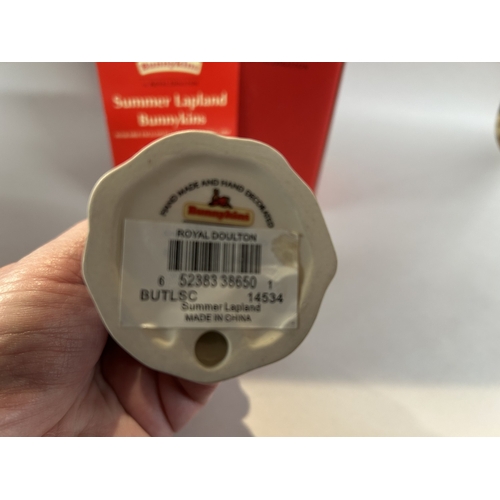 Bunnykins
Summer Lapland
Bunnykins
HAND MADE AND HAND DECORATED
Bunnykins
ROYAL DOULTON
6 52383 38650 1
BUTLSC 14534
Summer Lapland
MADE IN CHINA